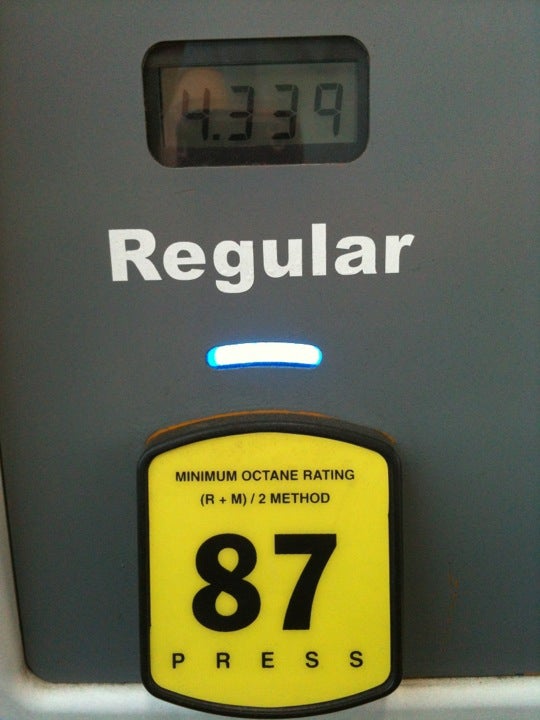 4.339
Regular
MINIMUM OCTANE RATING
(R + M) / 2 METHOD
87
PRESS